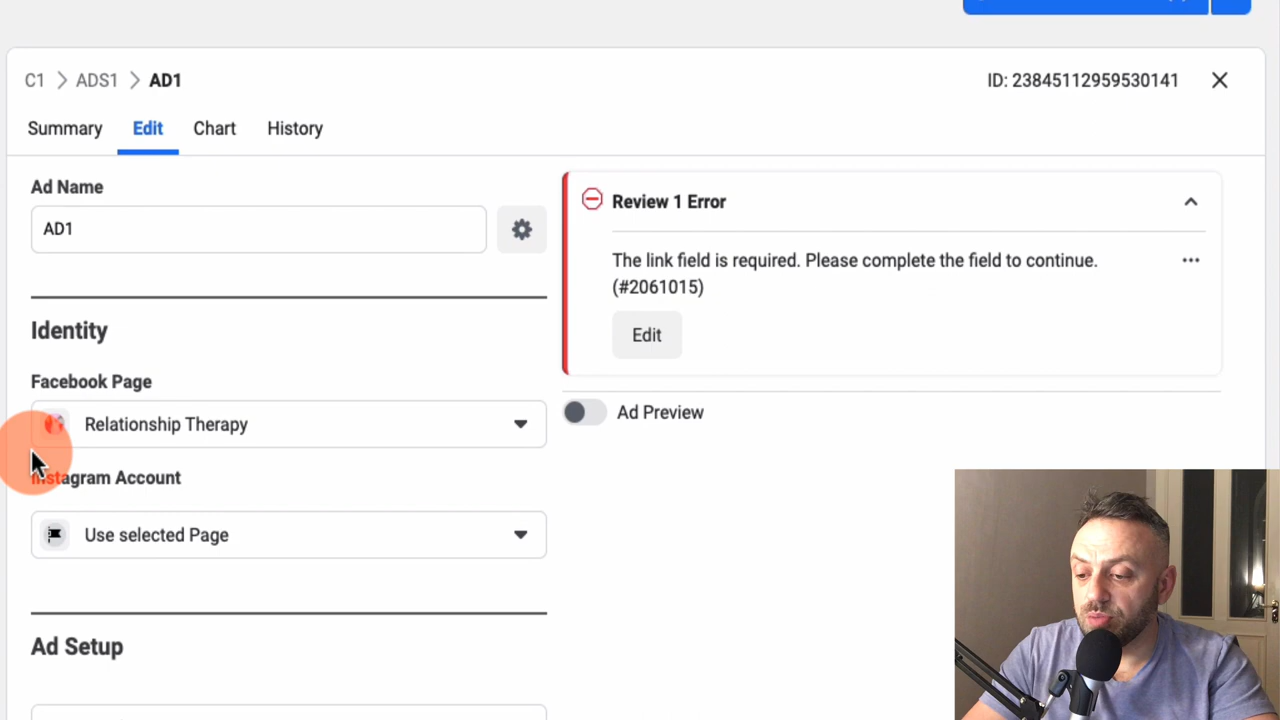 C1 > ADS1 > AD1
ID: 23845112959530141
Summary
Edit
Chart
History
Ad Name
AD1
Review 1 Error
The link field is required. Please complete the field to continue.
(#2061015)
Edit
Identity
Facebook Page
Relationship Therapy
Ad Preview
Instagram Account
Use selected Page
Ad Setup